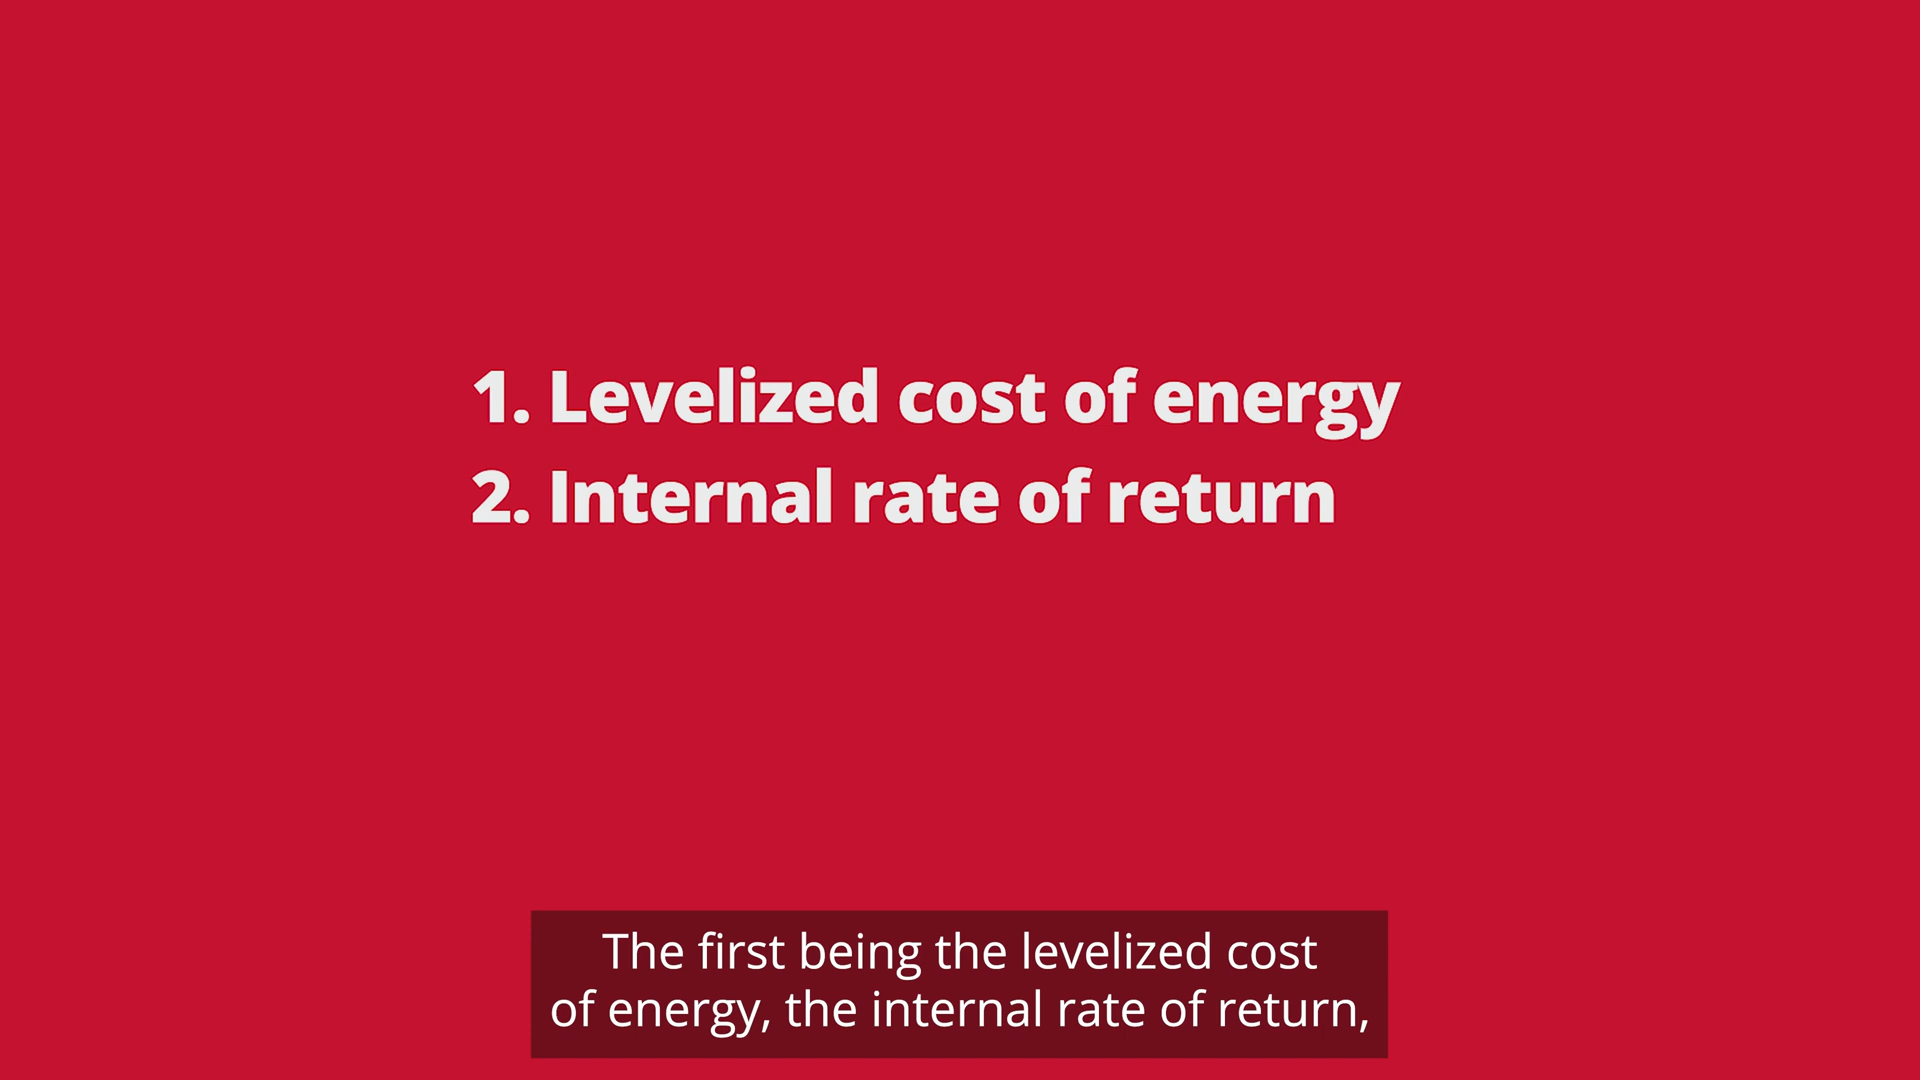 1. Levelized cost of energy
2. Internal rate of return
The first being the levelized cost
of energy, the internal rate of return,